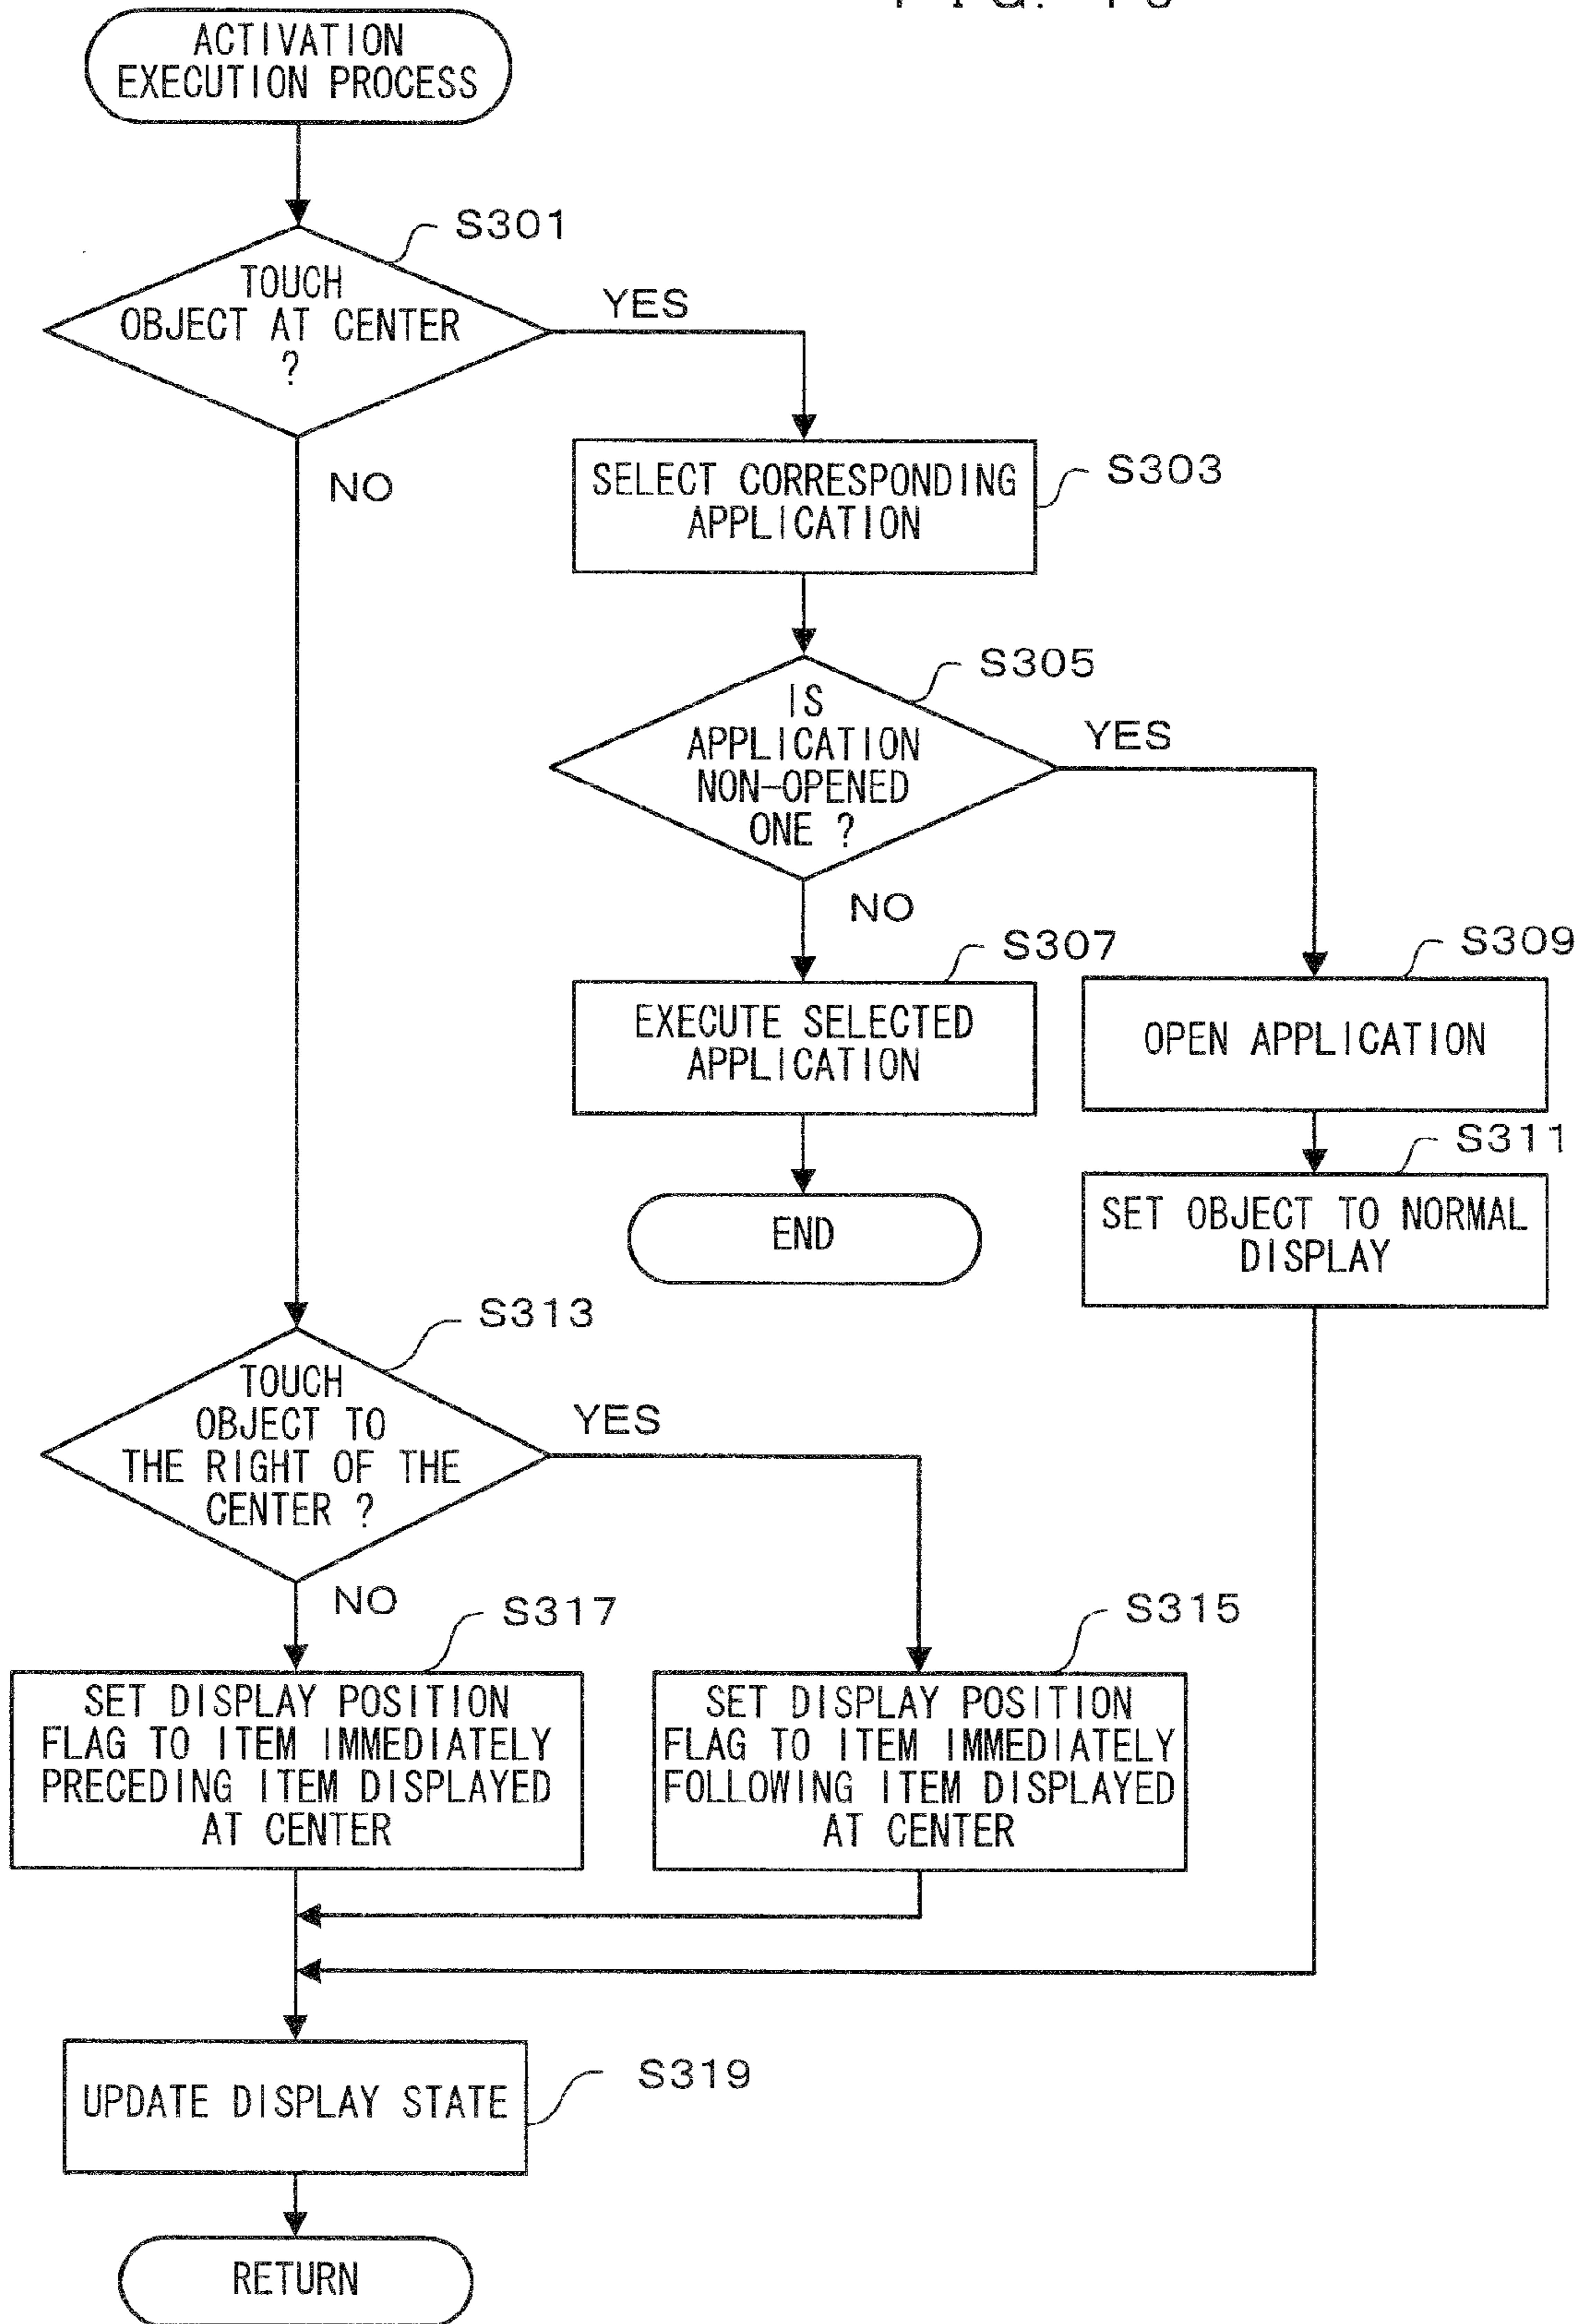 ACTIVATION
EXECUTION PROCESS
S301
TOUCH
OBJECT AT CENTER
?
YES
NO
S303
SELECT CORRESPONDING
APPLICATION
S305
IS
APPLICATION
NON-OPENED
ONE ?
YES
NO
S307
EXECUTE SELECTED
APPLICATION
END
S309
OPEN APPLICATION
S311
SET OBJECT TO NORMAL
DISPLAY
S313
TOUCH
OBJECT TO
THE RIGHT OF THE
CENTER ?
YES
NO
S317
SET DISPLAY POSITION
FLAG TO ITEM IMMEDIATELY
PRECEDING ITEM DISPLAYED
AT CENTER
S315
SET DISPLAY POSITION
FLAG TO ITEM IMMEDIATELY
FOLLOWING ITEM DISPLAYED
AT CENTER
S319
UPDATE DISPLAY STATE
RETURN